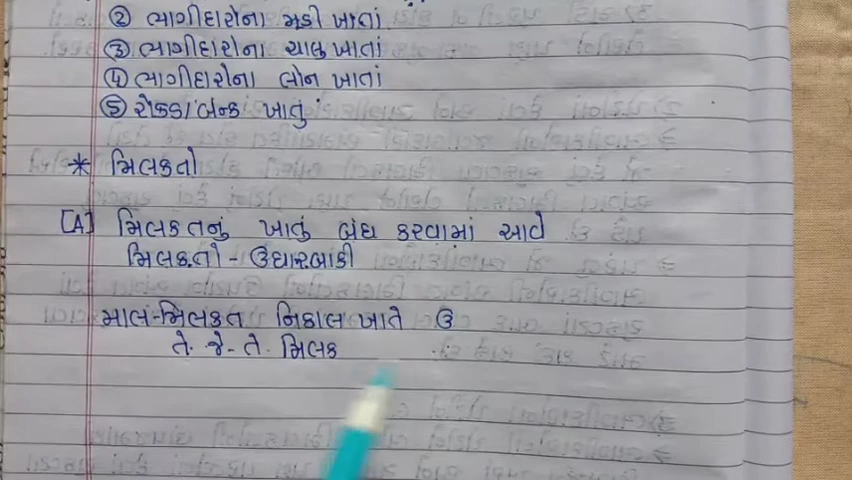 ② ભાગીદારોના મૂડી ખાતાં
③ ભાગીદારોના ચાલુ ખાતાં
④ ભાગીદારોના લોન ખાતાં
⑤ રોકડ/બેન્ક ખાતું
* મિલકતો
[A] મિલકતનું ખાતું બંધ કરવામાં આવે
મિલકતો - ઉધારબાકી
માલ-મિલકત નિકાલ ખાતે ઉ
તે. જે- તે. મિલક